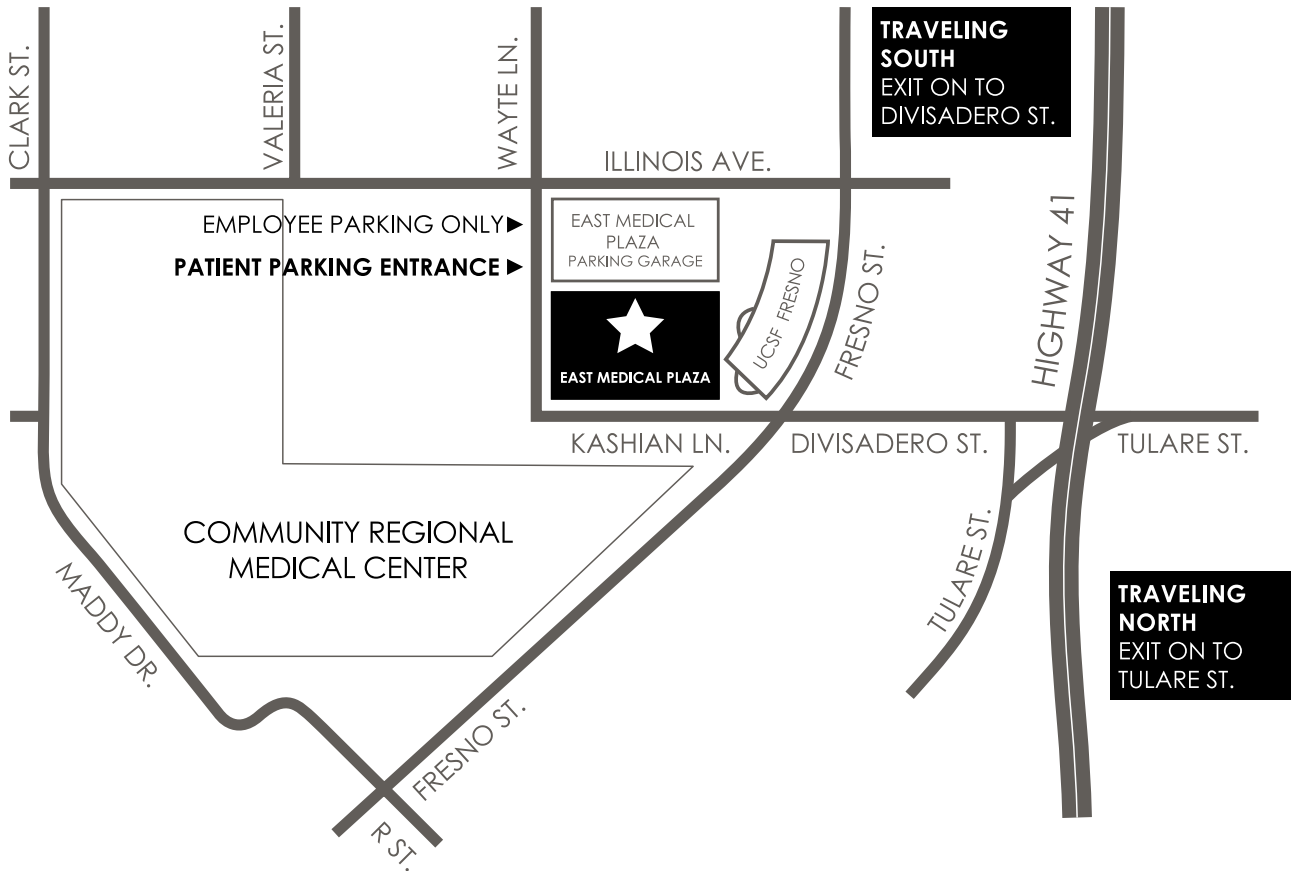 CLARK ST.
VALERIA ST.
WAYTE LN.
TRAVELING
SOUTH
EXIT ON TO
DIVISADERO ST.
ILLINOIS AVE.
EMPLOYEE PARKING ONLY
PATIENT PARKING ENTRANCE
EAST MEDICAL
PLAZA
PARKING GARAGE
UCSF FRESNO
FRESNO ST.
HIGHWAY 41
EAST MEDICAL PLAZA
KASHIAN LN.
DIVISADERO ST.
TULARE ST.
COMMUNITY REGIONAL
MEDICAL CENTER
MADDY DR.
TULARE ST.
TRAVELING
NORTH
EXIT ON TO
TULARE ST.
FRESNO ST.
R ST.